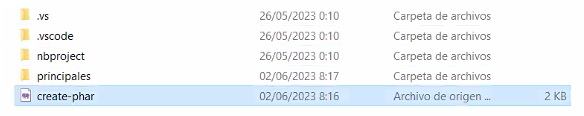 .vs 26/05/2023 0:10 Carpeta de archivos
.vscode 26/05/2023 0:10 Carpeta de archivos
nbproject 26/05/2023 0:10 Carpeta de archivos
principales 02/06/2023 8:17 Carpeta de archivos
create-phar 02/06/2023 8:16 Archivo de origen ... 2 KB